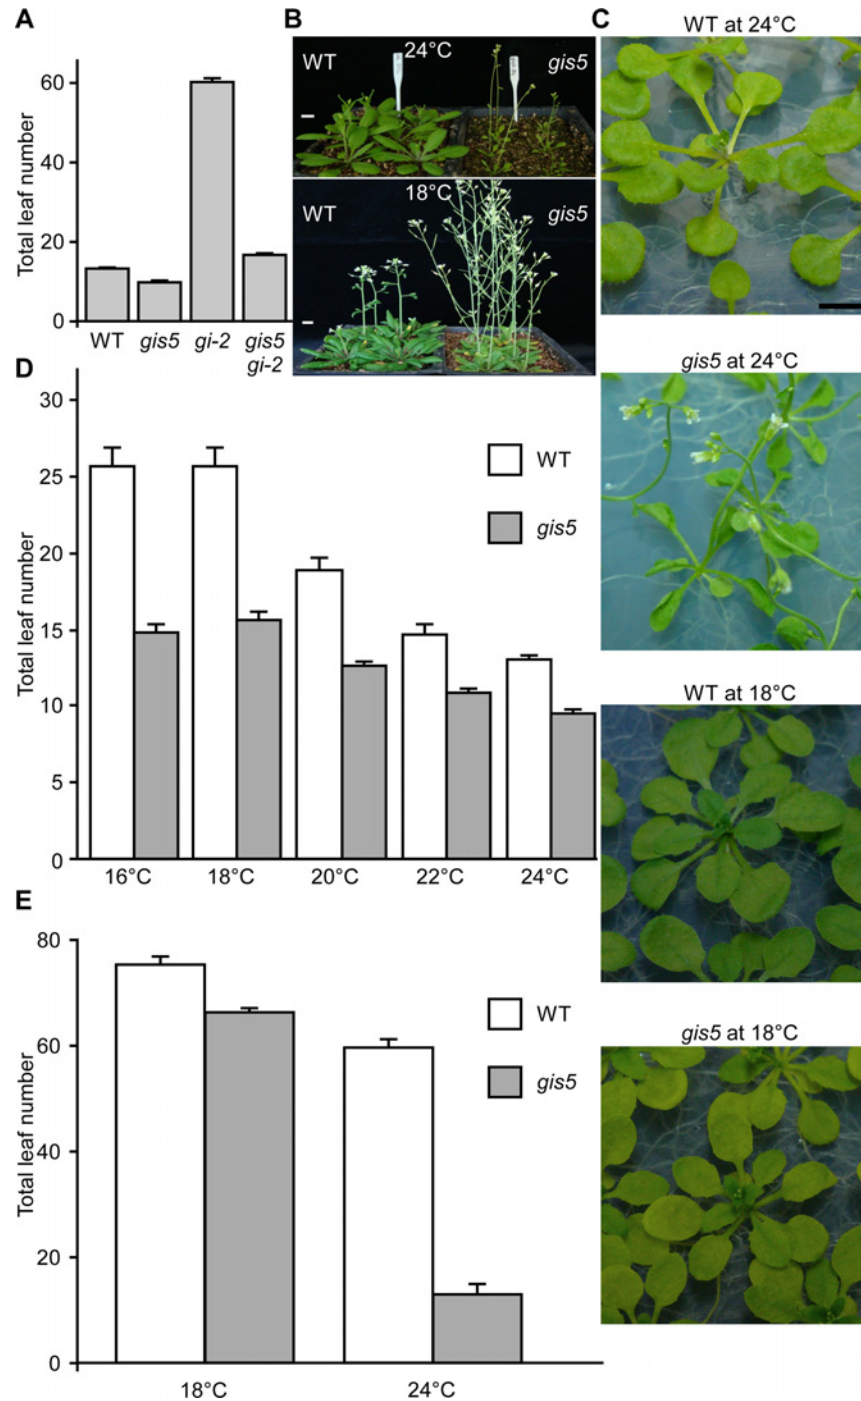 A
Total leaf number
60
40
20
0
WT gis5 gi-2 gis5 gi-2
B
WT 24°C gis5
WT 18°C gis5
C
WT at 24°C
gis5 at 24°C
WT at 18°C
gis5 at 18°C
D
Total leaf number
30
25
20
15
10
5
0
WT
gis5
16°C 18°C 20°C 22°C 24°C
E
Total leaf number
80
60
40
20
0
WT
gis5
18°C 24°C